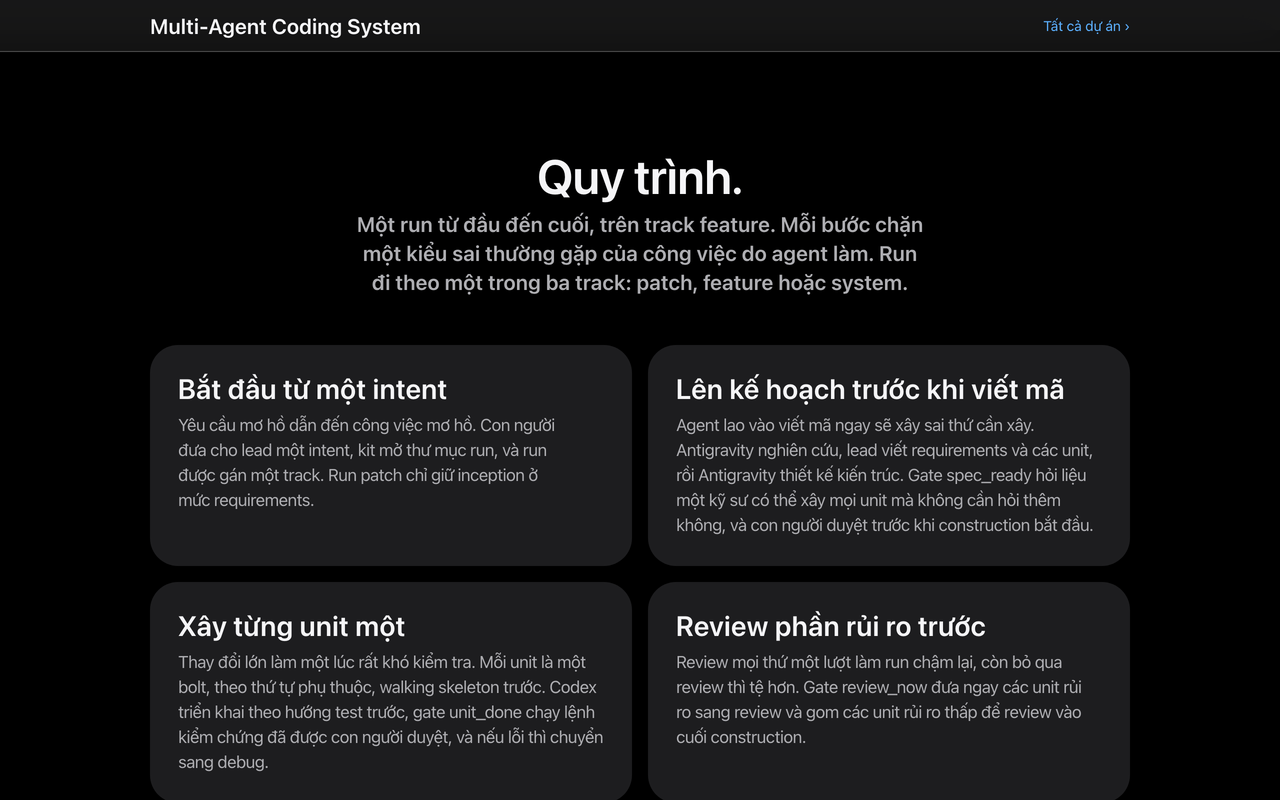 Multi-Agent Coding System
Tất cả dự án ›
Quy trình.
Một run từ đầu đến cuối, trên track feature. Mỗi bước chặn
một kiểu sai thường gặp của công việc do agent làm. Run
đi theo một trong ba track: patch, feature hoặc system.
Bắt đầu từ một intent
Yêu cầu mơ hồ dẫn đến công việc mơ hồ. Con người
đưa cho lead một intent, kit mở thư mục run, và run
được gán một track. Run patch chỉ giữ inception ở
mức requirements.
Lên kế hoạch trước khi viết mã
Agent lao vào viết mã ngay sẽ xây sai thứ cần xây.
Antigravity nghiên cứu, lead viết requirements và các unit,
rồi Antigravity thiết kế kiến trúc. Gate spec_ready hỏi liệu
một kỹ sư có thể xây mọi unit mà không cần hỏi thêm
không, và con người duyệt trước khi construction bắt đầu.
Xây từng unit một
Thay đổi lớn làm một lúc rất khó kiểm tra. Mỗi unit là một
bolt, theo thứ tự phụ thuộc, walking skeleton trước. Codex
triển khai theo hướng test trước, gate unit_done chạy lệnh
kiểm chứng đã được con người duyệt, và nếu lỗi thì chuyển
sang debug.
Review phần rủi ro trước
Review mọi thứ một lượt làm run chậm lại, còn bỏ qua
review thì tệ hơn. Gate review_now đưa ngay các unit rủi
ro sang review và gom các unit rủi ro thấp để review vào
cuối construction.